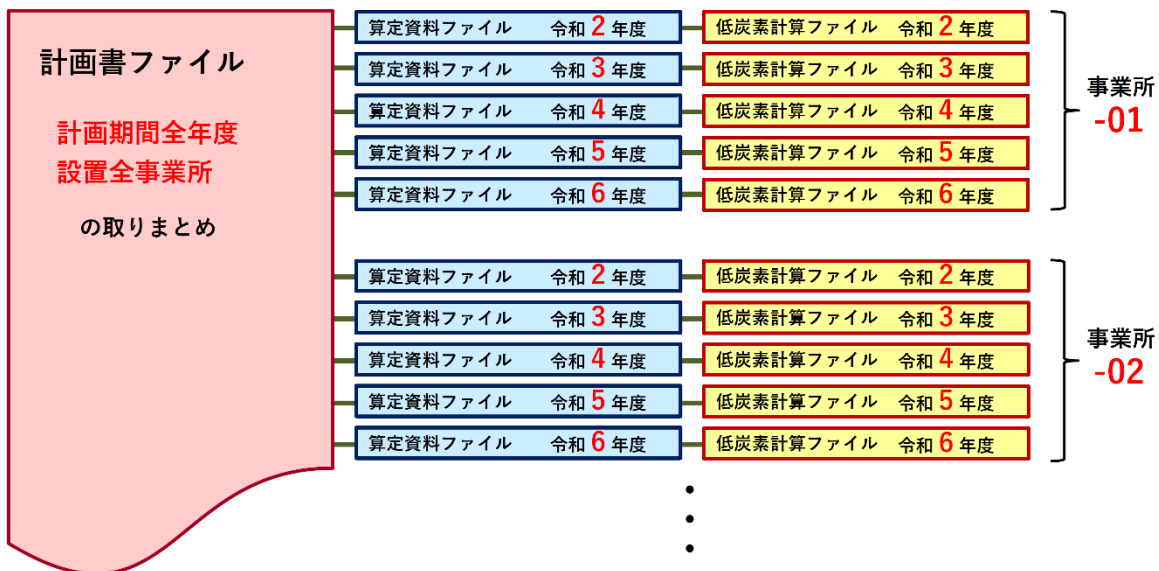 計画書ファイル
計画期間全年度
設置全事業所
の取りまとめ
算定資料ファイル 令和2年度 低炭素計算ファイル 令和2年度
算定資料ファイル 令和3年度 低炭素計算ファイル 令和3年度
算定資料ファイル 令和4年度 低炭素計算ファイル 令和4年度
算定資料ファイル 令和5年度 低炭素計算ファイル 令和5年度
算定資料ファイル 令和6年度 低炭素計算ファイル 令和6年度
事業所
-01
算定資料ファイル 令和2年度 低炭素計算ファイル 令和2年度
算定資料ファイル 令和3年度 低炭素計算ファイル 令和3年度
算定資料ファイル 令和4年度 低炭素計算ファイル 令和4年度
算定資料ファイル 令和5年度 低炭素計算ファイル 令和5年度
算定資料ファイル 令和6年度 低炭素計算ファイル 令和6年度
事業所
-02